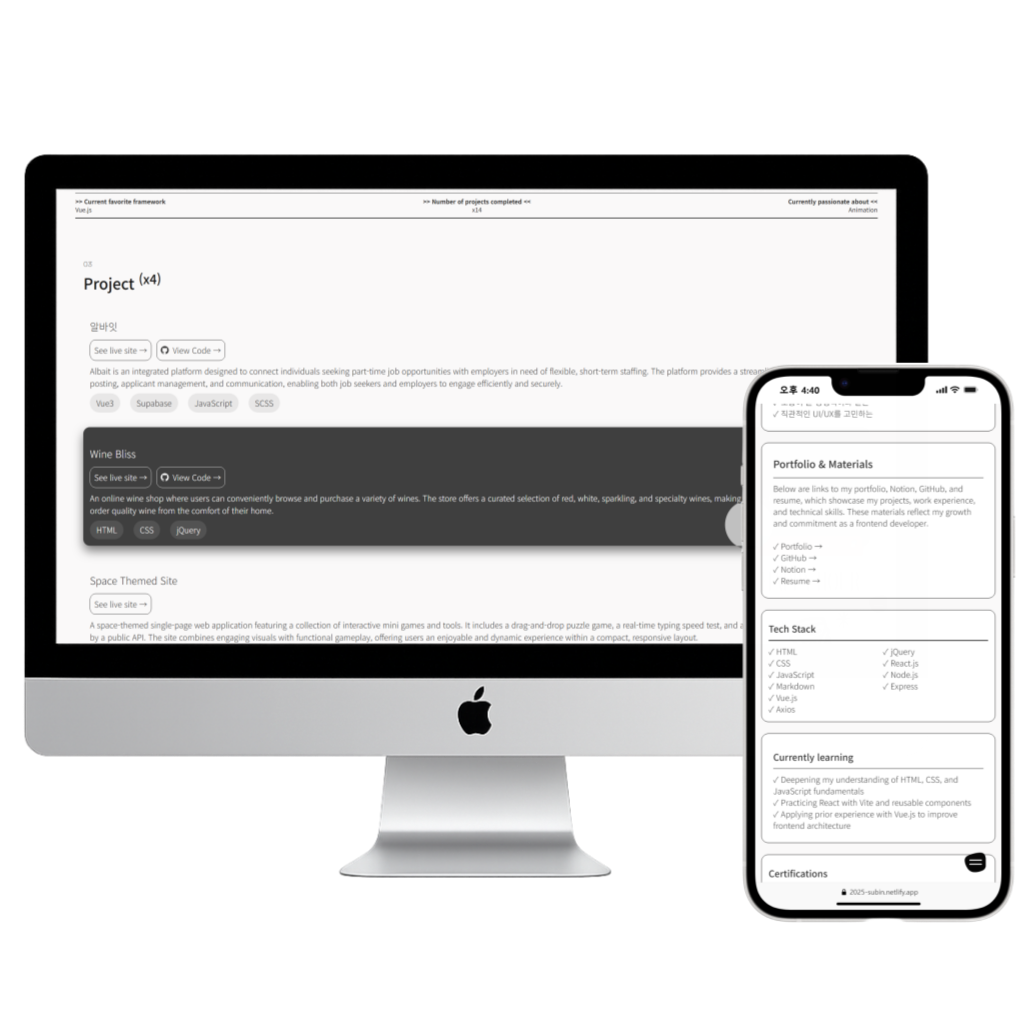 >> Current favorite framework
Vue.js
>> Number of projects completed <<
x14
Currently passionate about <<
Animation
03
Project (x4)
알바잇
See live site →
View Code →
Albait is an integrated platform designed to connect individuals seeking part-time job opportunities with employers in need of flexible, short-term staffing. The platform provides a
posting, applicant management, and communication, enabling both job seekers and employers to engage efficiently and securely.
Vue3
Supabase
JavaScript
SCSS
Wine Bliss
See live site →
View Code →
An online wine shop where users can conveniently browse and purchase a variety of wines. The store offers a curated selection of red, white, sparkling, and specialty wines, making
order quality wine from the comfort of their home.
HTML
CSS
jQuery
Space Themed Site
See live site →
A space-themed single-page web application featuring a collection of interactive mini games and tools. It includes a drag-and-drop puzzle game, a real-time typing speed test, and a
by a public API. The site combines engaging visuals with functional gameplay, offering users an enjoyable and dynamic experience within a compact, responsive layout.
오후 4:40
✓ 직관적인 UI/UX를 고민하는
Portfolio & Materials
Below are links to my portfolio, Notion, GitHub, and
resume, which showcase my projects, work experience,
and technical skills. These materials reflect my growth
and commitment as a frontend developer.
✓ Portfolio →
✓ GitHub →
✓ Notion →
✓ Resume →
Tech Stack
✓ HTML
✓ CSS
✓ JavaScript
✓ Markdown
✓ Vue.js
✓ Axios
✓ jQuery
✓ React.js
✓ Node.js
✓ Express
Currently learning
✓ Deepening my understanding of HTML, CSS, and
JavaScript fundamentals
✓ Practicing React with Vite and reusable components
✓ Applying prior experience with Vue.js to improve
frontend architecture
Certifications
2025-subin.netlify.app